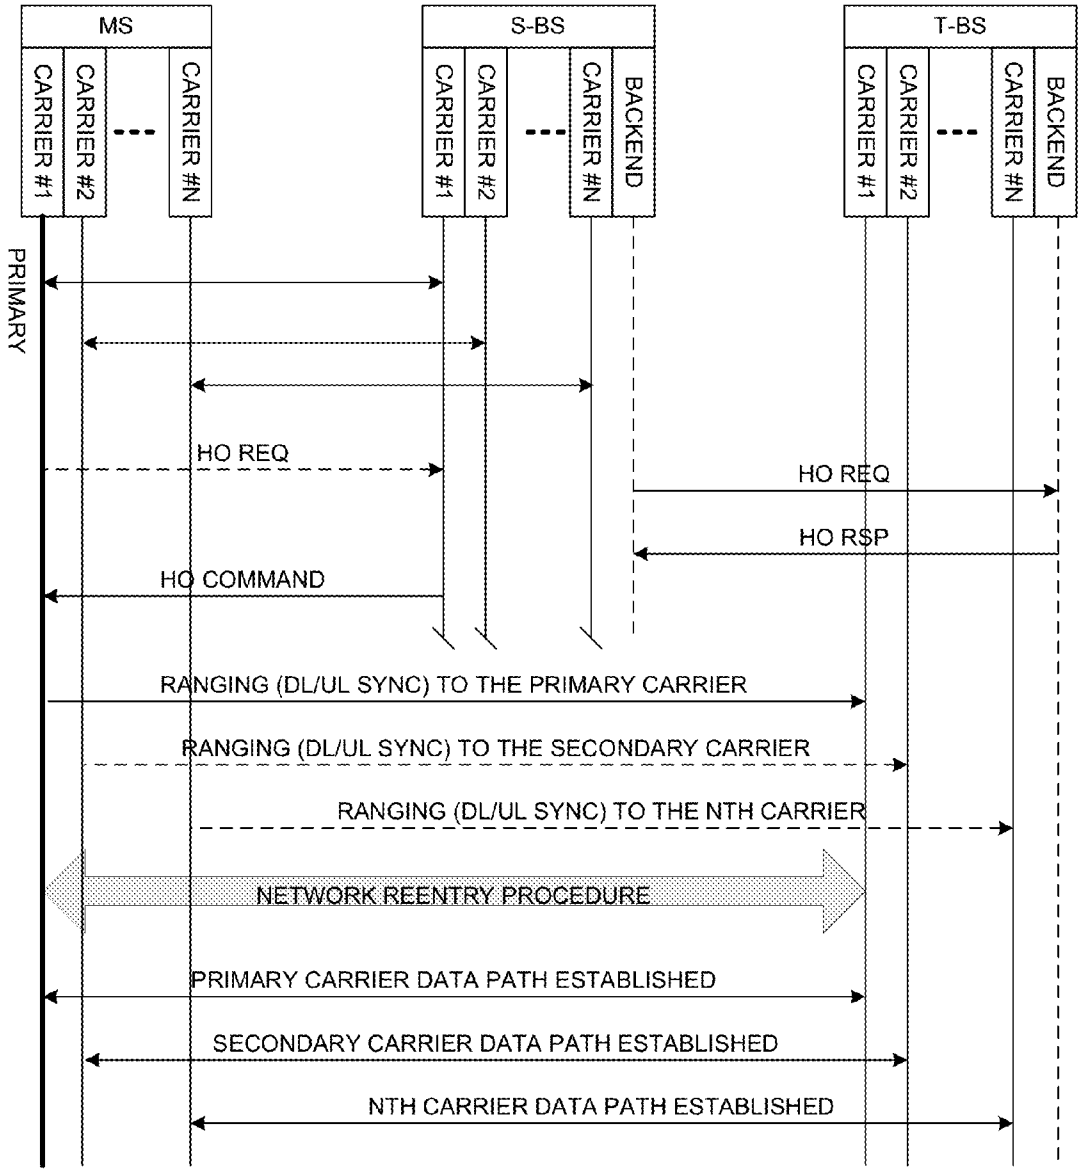 MS
S-BS
T-BS
CARRIER #1
CARRIER #2
CARRIER #N
CARRIER #1
CARRIER #2
CARRIER #N
BACKEND
CARRIER #1
CARRIER #2
CARRIER #N
BACKEND
PRIMARY
HO REQ
HO REQ
HO RSP
HO COMMAND
RANGING (DL/UL SYNC) TO THE PRIMARY CARRIER
RANGING (DL/UL SYNC) TO THE SECONDARY CARRIER
RANGING (DL/UL SYNC) TO THE NTH CARRIER
NETWORK REENTRY PROCEDURE
PRIMARY CARRIER DATA PATH ESTABLISHED
SECONDARY CARRIER DATA PATH ESTABLISHED
NTH CARRIER DATA PATH ESTABLISHED